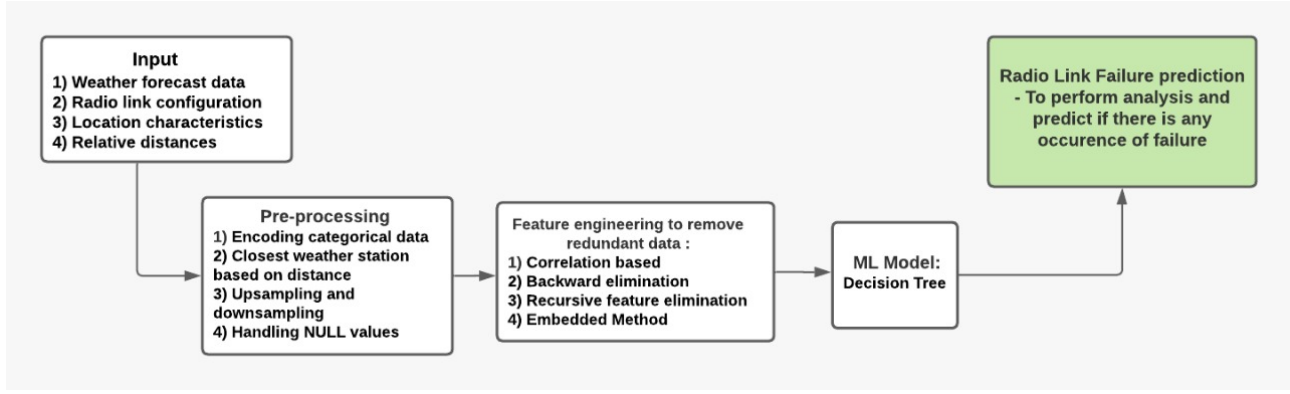 Input
1) Weather forecast data
2) Radio link configuration
3) Location characteristics
4) Relative distances
Pre-processing
1) Encoding categorical data
2) Closest weather station
based on distance
3) Upsampling and
downsampling
4) Handling NULL values
Feature engineering to remove
redundant data :
1) Correlation based
2) Backward elimination
3) Recursive feature elimination
4) Embedded Method
ML Model:
Decision Tree
Radio Link Failure prediction
- To perform analysis and
predict if there is any
occurence of failure